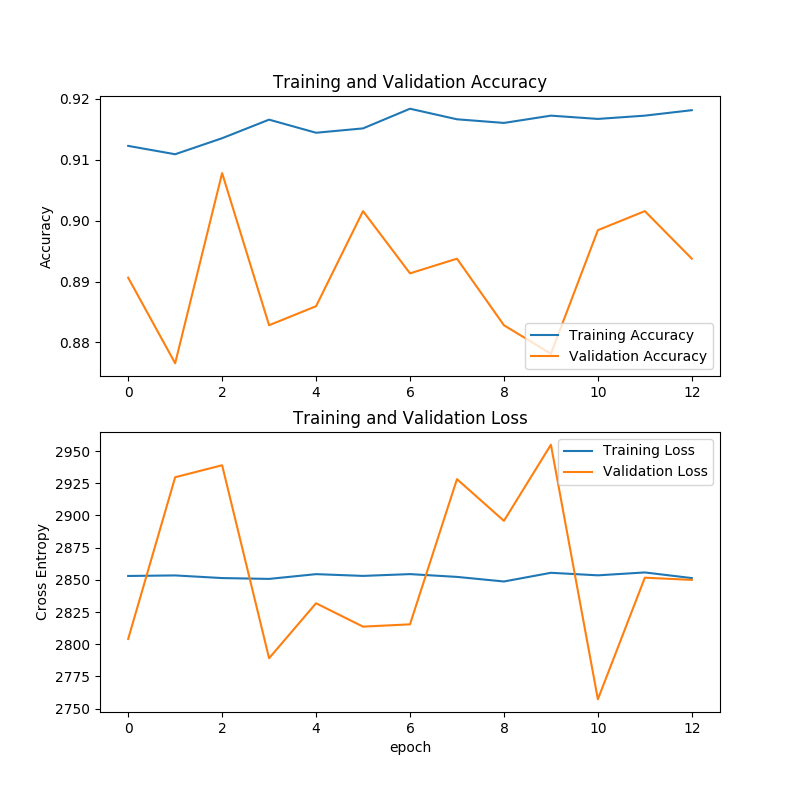 Training and Validation Accuracy
Accuracy
0.92
0.91
0.90
0.89
0.88
0 2 4 6 8 10 12
Training Accuracy
Validation Accuracy
Training and Validation Loss
Cross Entropy
2950
2925
2900
2875
2850
2825
2800
2775
2750
0 2 4 6 8 10 12
epoch
Training Loss
Validation Loss